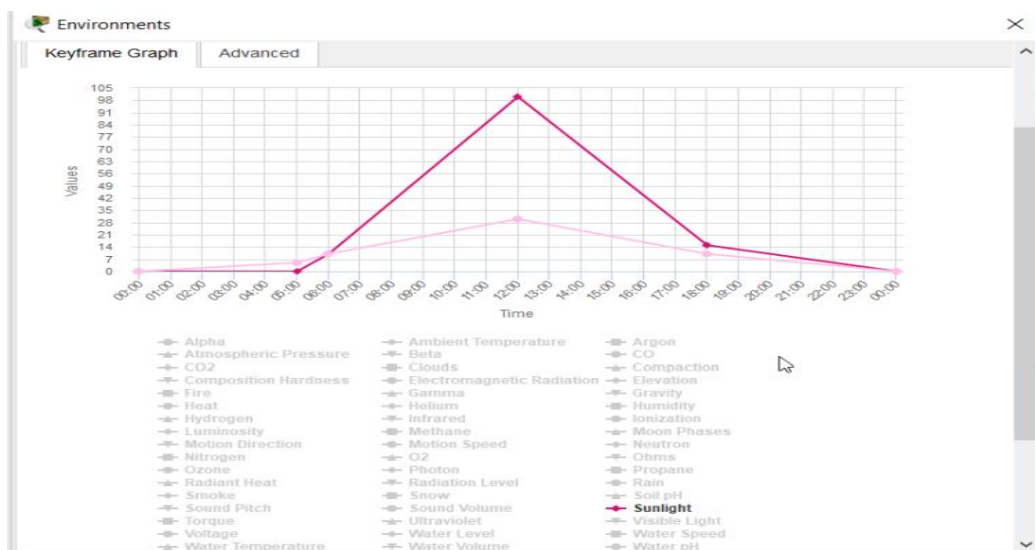 Environments
Keyframe Graph Advanced
105
98
91
84
77
70
63
56
49
42
35
28
21
14
7
0
Values
00:00 01:00 02:00 03:00 04:00 05:00 06:00 07:00 08:00 09:00 10:00 11:00 12:00 13:00 14:00 15:00 16:00 17:00 18:00 19:00 20:00 21:00 22:00 23:00 00:00
Time
Alpha Ambient Temperature Argon
Atmospheric Pressure Beta CO
CO2 Clouds Compaction
Composition Hardness Electromagnetic Radiation Elevation
Fire Gamma Gravity
Heat Helium Humidity
Hydrogen Infrared Ionization
Luminosity Methane Moon Phases
Motion Direction Motion Speed Neutron
Nitrogen O2 Ohms
Ozone Photon Propane
Radiant Heat Radiation Level Rain
Smoke Snow Soil pH
Sound Pitch Sound Volume Sunlight
Torque Ultraviolet Visible Light
Voltage Water Level Water Speed
Water Temperature Water Volume Water pH